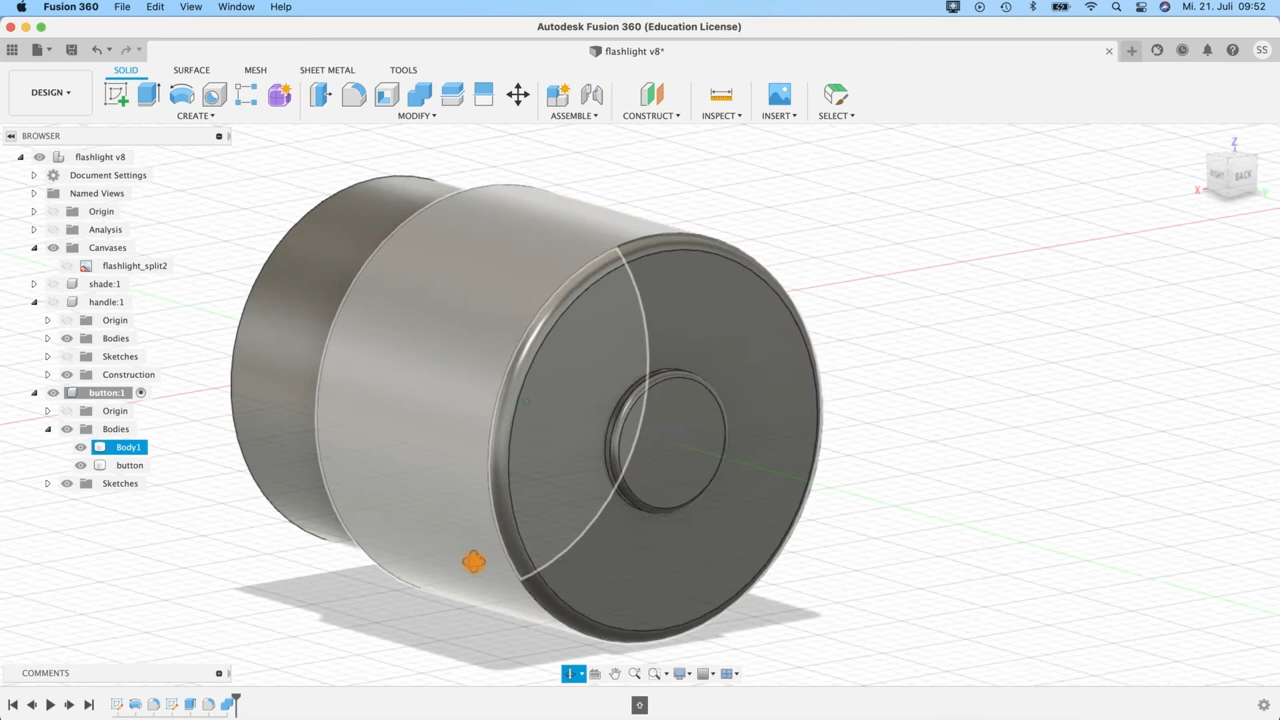 Fusion 360 File Edit View Window Help Mi. 21. Juli 09:52
Autodesk Fusion 360 (Education License)
flashlight v8* SS
SOLID SURFACE MESH SHEET METAL TOOLS
DESIGN
CREATE MODIFY ASSEMBLE CONSTRUCT INSPECT INSERT SELECT
BROWSER
flashlight v8
Document Settings
Named Views
Origin
Analysis
Canvases
flashlight_split2
shade:1
handle:1
Origin
Bodies
Sketches
Construction
button:1
Origin
Bodies
Body1
button
Sketches
Z
RIGHT BACK
X Y
COMMENTS